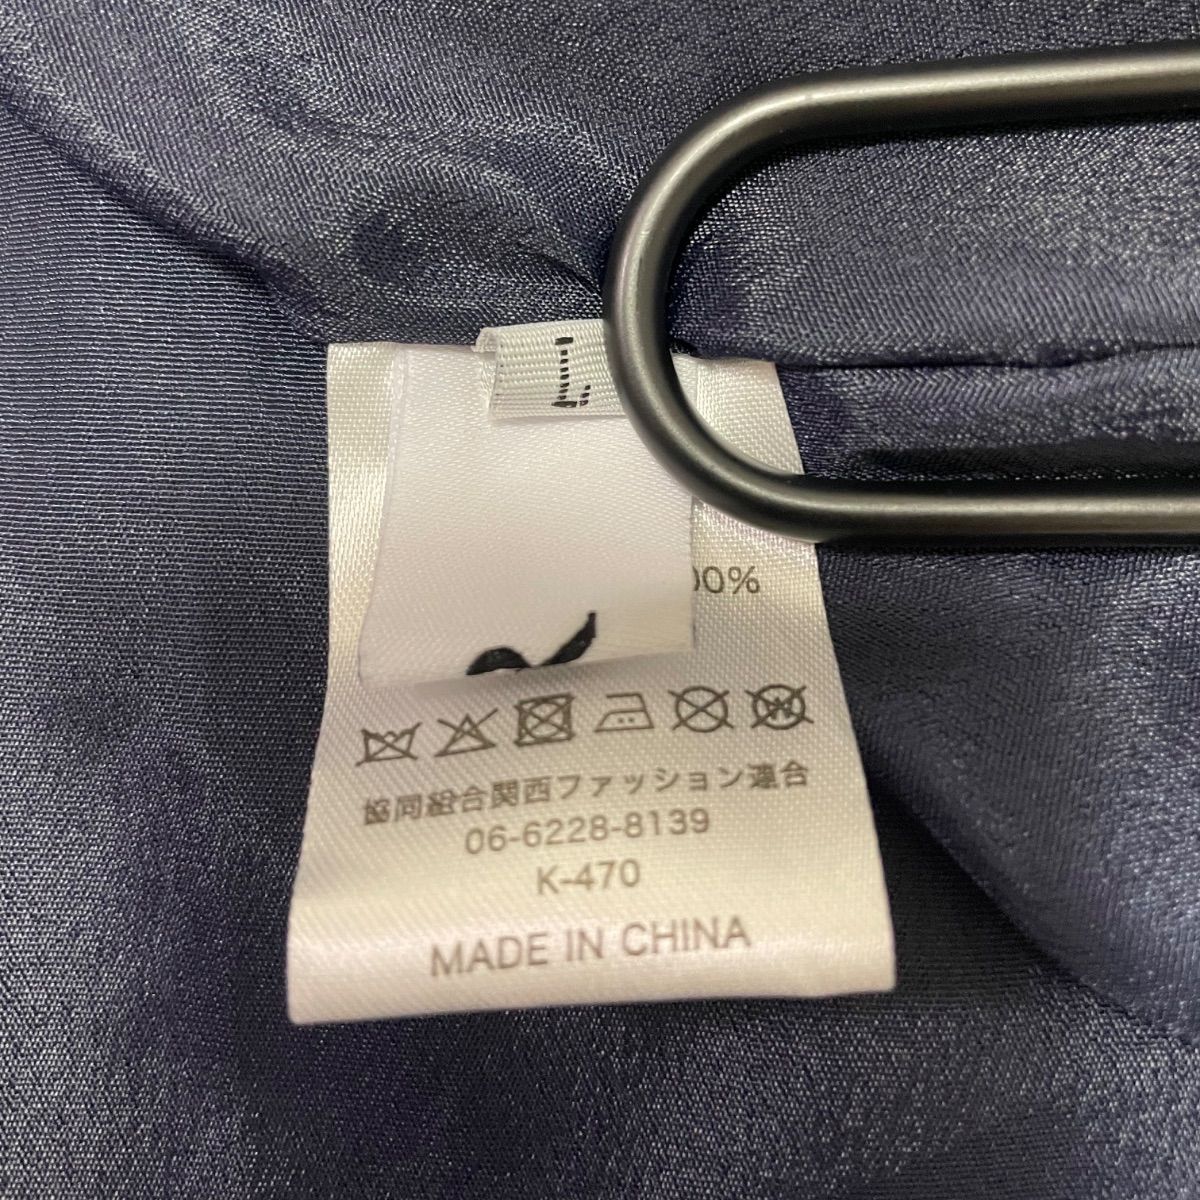 00%
協同組合関西ファッション連合
06-6228-8139
K-470
MADE IN CHINA